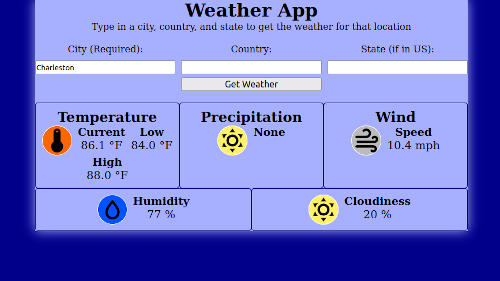 Weather App
Type in a city, country, and state to get the weather for that location
City (Required): Country: State (if in US):
Charleston
Get Weather
Temperature Precipitation Wind
Current Low None Speed
86.1 °F 84.0 °F 10.4 mph
High
88.0 °F
Humidity Cloudiness
77 % 20 %